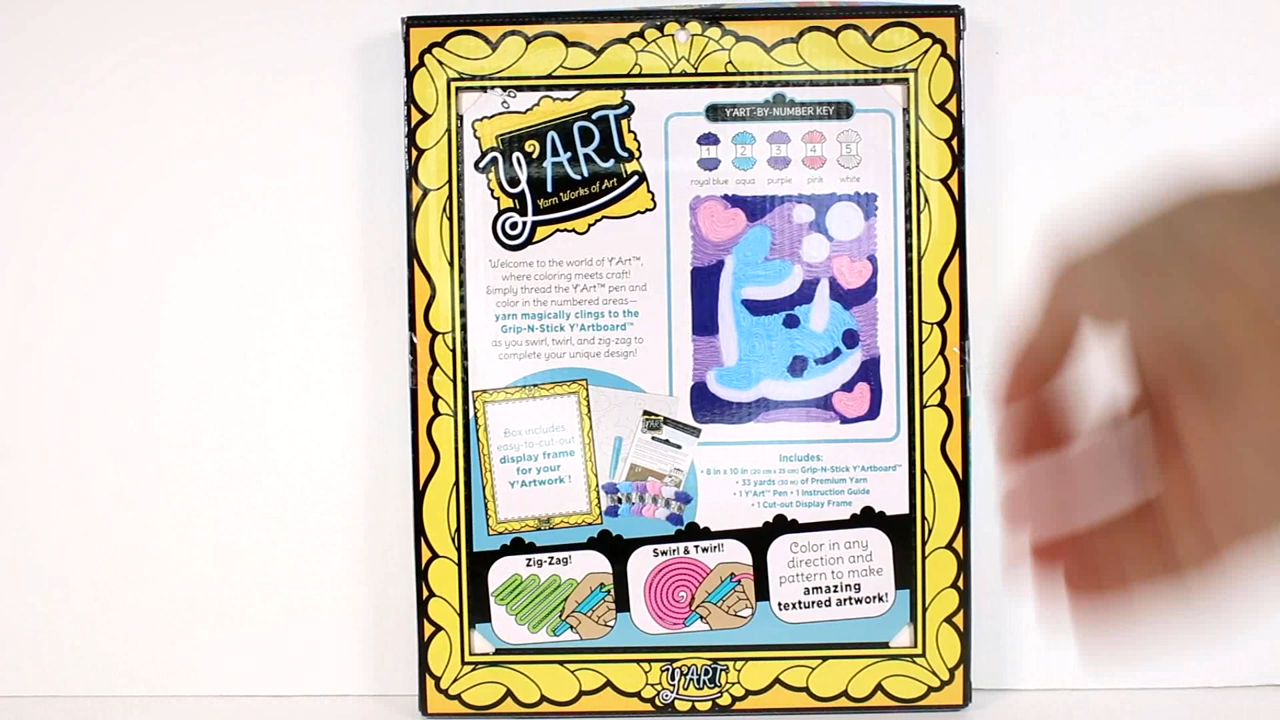 Y'ART
Yarn Works of Art
Welcome to the world of Y'Art™,
where coloring meets craft!
Simply thread the Y'Art™ pen and
color in the numbered areas—
yarn magically clings to the
Grip-N-Stick Y'Artboard™
as you swirl, twirl, and zig-zag to
complete your unique design!
Y'ART™-BY-NUMBER KEY
1 2 3 4 5
royal blue aqua purple pink white
Box includes
easy-to-cut-out
display frame
for your
Y'Artwork!
Y'ART
Includes:
• 8 in x 10 in (20 cm x 25 cm) Grip-N-Stick Y'Artboard™
• 33 yards (30 m) of Premium Yarn
• 1 Y'Art™ Pen • 1 Instruction Guide
• 1 Cut-out Display Frame
Zig-Zag!
Swirl & Twirl!
Color in any
direction and
pattern to make
amazing
textured artwork!
Y'ART